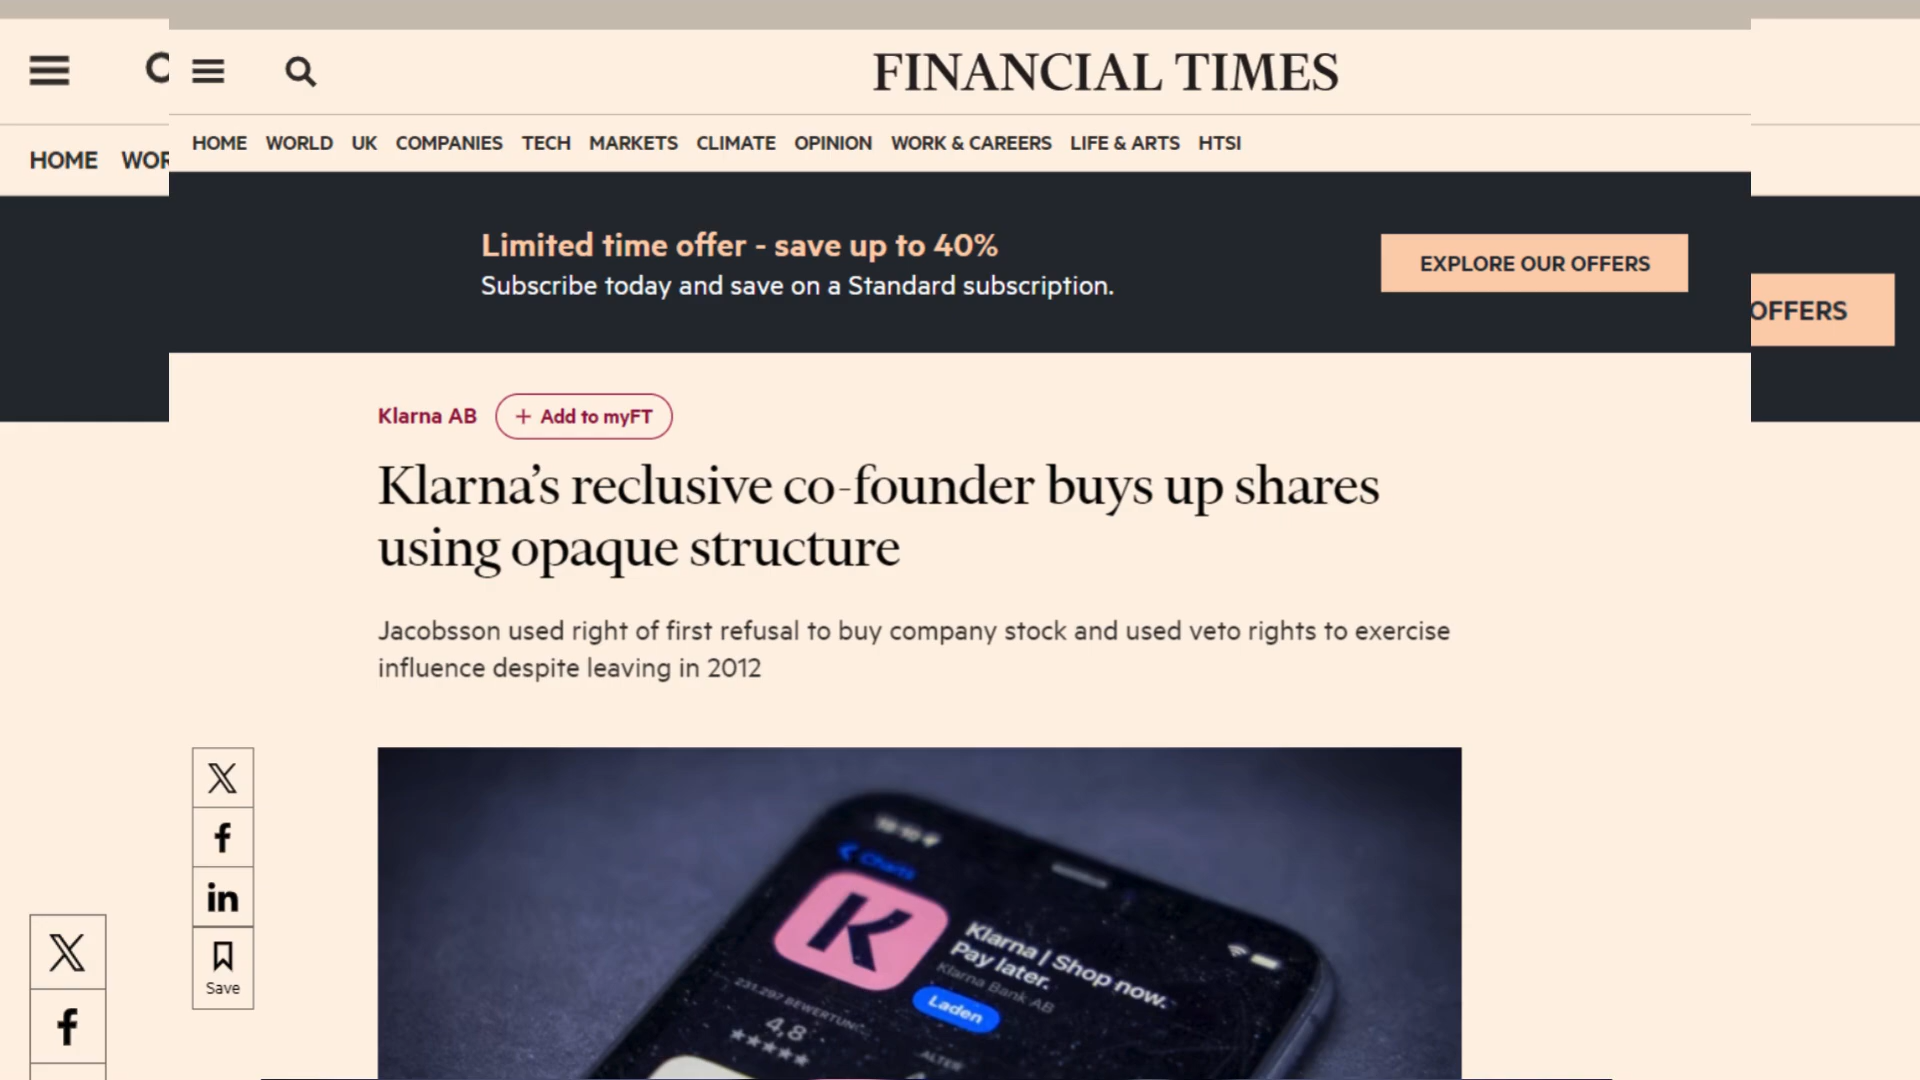 FINANCIAL TIMES
HOME WOR
HOME WORLD UK COMPANIES TECH MARKETS CLIMATE OPINION WORK & CAREERS LIFE & ARTS HTSI
Limited time offer - save up to 40%
Subscribe today and save on a Standard subscription.
EXPLORE OUR OFFERS
OFFERS
Klarna AB
+ Add to myFT
Klarna’s reclusive co-founder buys up shares
using opaque structure
Jacobsson used right of first refusal to buy company stock and used veto rights to exercise
influence despite leaving in 2012
Save
Charts
K
Klarna | Shop now.
Pay later.
Klarna Bank AB
Laden
4,8
ALTER